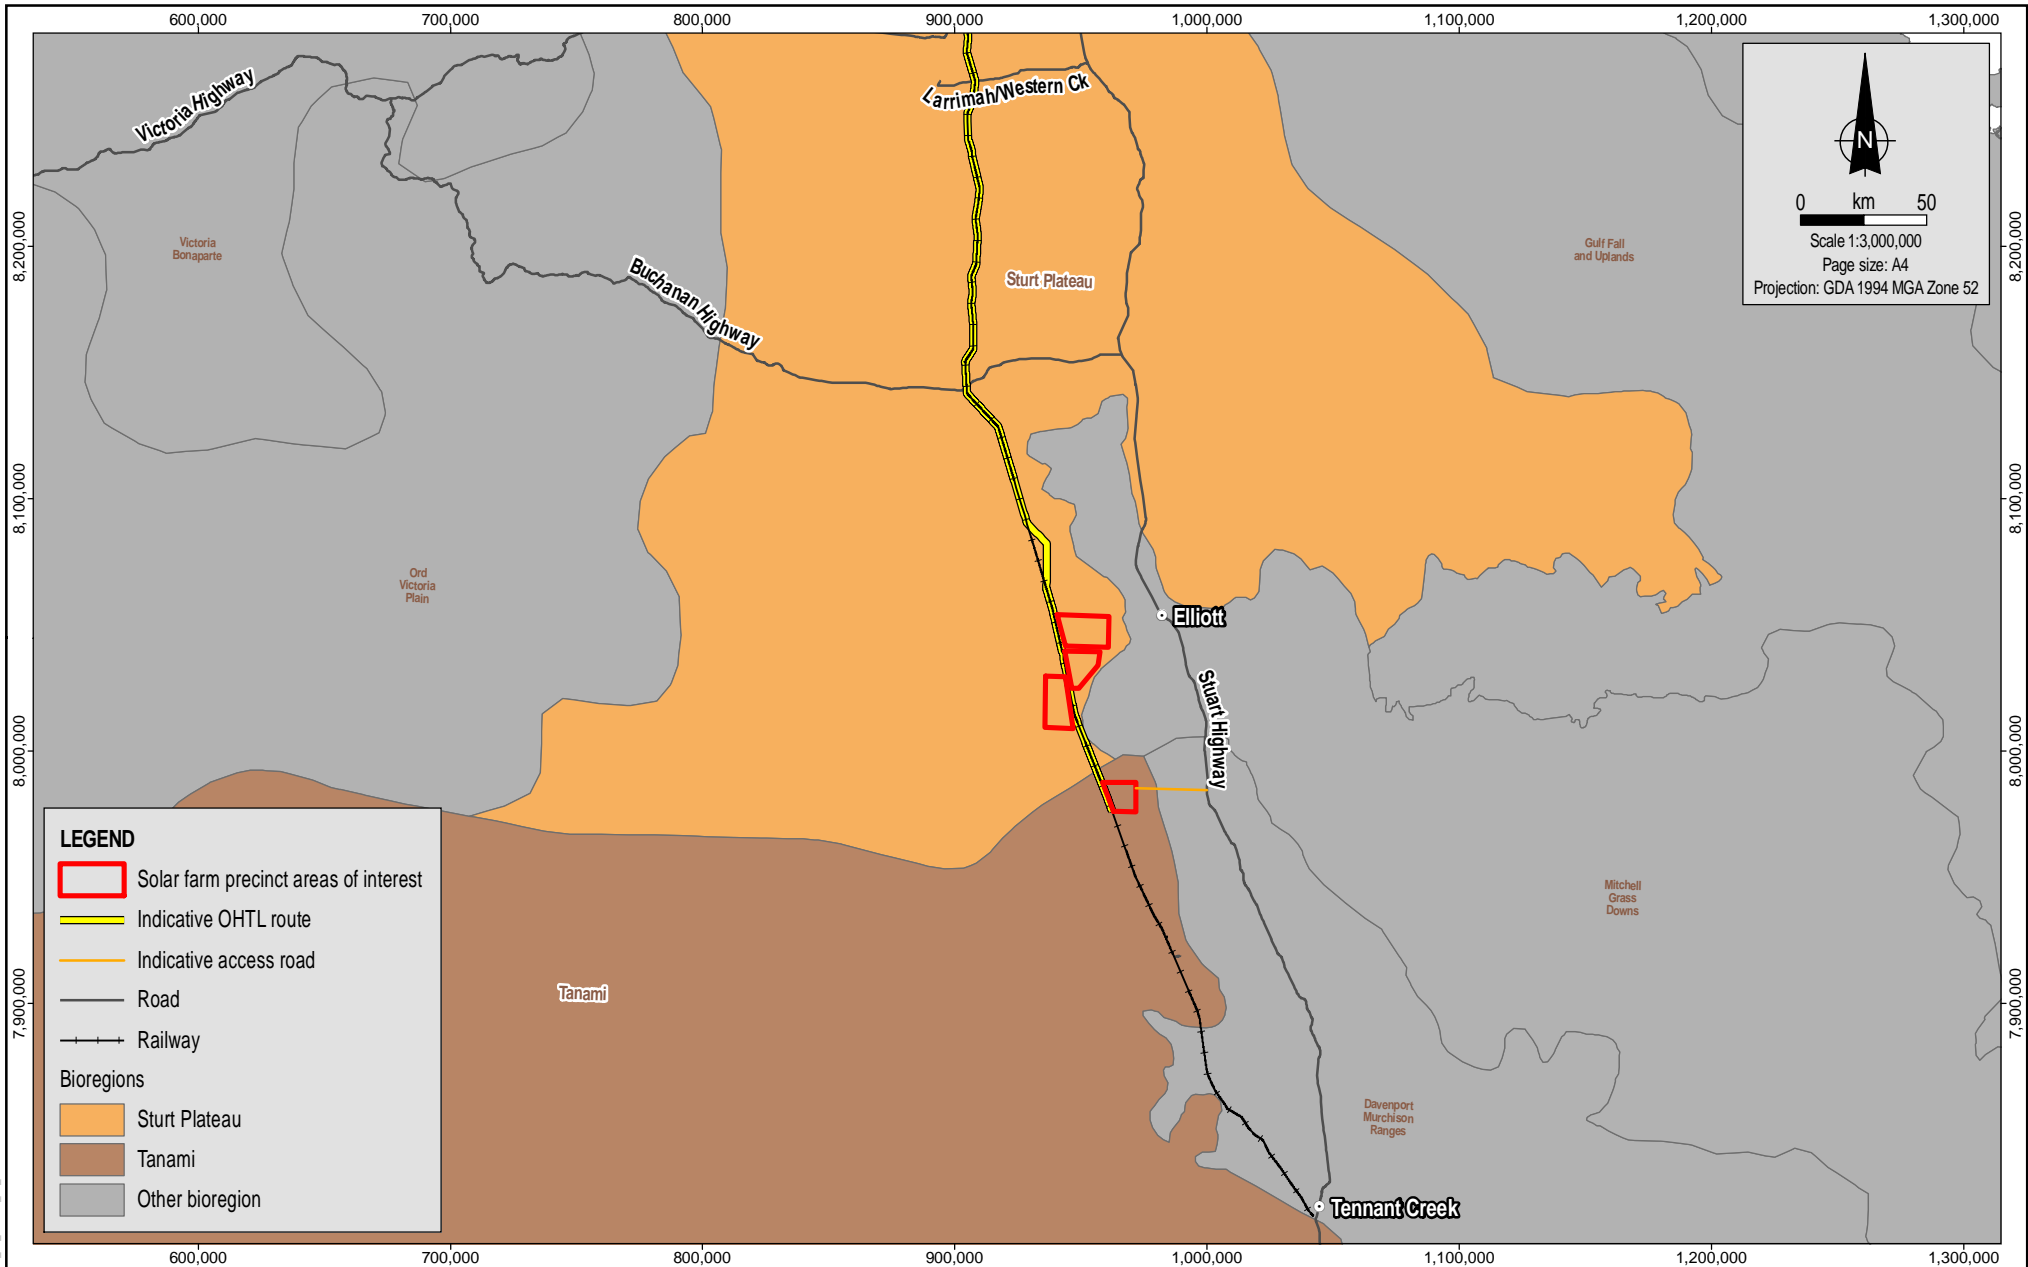 600,000
700,000
800,000
900,000
1,000,000
1,100,000
1,200,000
1,300,000
Victoria Highway
Larrimah/Western Ck
N
0 km 50
Scale 1:3,000,000
Page size: A4
Projection: GDA 1994 MGA Zone 52
8,200,000
8,200,000
Victoria
Bonaparte
Gulf Fall
and Uplands
Buchanan Highway
Sturt Plateau
8,100,000
8,100,000
Ord
Victoria
Plain
Elliott
Stuart Highway
8,000,000
8,000,000
LEGEND
Solar farm precinct areas of interest
Indicative OHTL route
Indicative access road
Road
Railway
Bioregions
Sturt Plateau
Tanami
Other bioregion
Mitchell
Grass
Downs
Tanami
7,900,000
7,900,000
Davenport
Murchison
Ranges
Tennant Creek
600,000
700,000
800,000
900,000
1,000,000
1,100,000
1,200,000
1,300,000